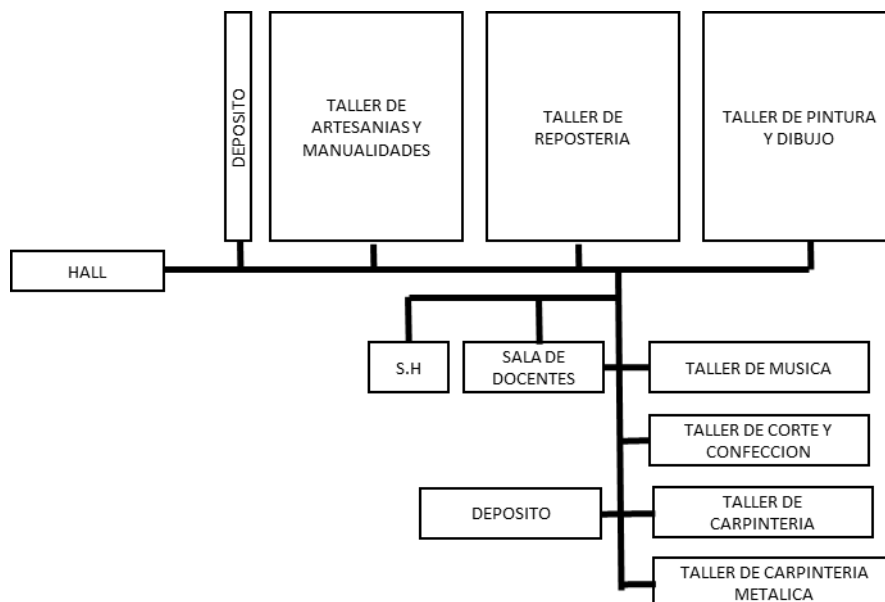 DEPOSITO
TALLER DE
ARTESANIAS Y
MANUALIDADES
TALLER DE
REPOSTERIA
TALLER DE PINTURA
Y DIBUJO
HALL
S.H
SALA DE
DOCENTES
TALLER DE MUSICA
TALLER DE CORTE Y
CONFECCION
DEPOSITO
TALLER DE
CARPINTERIA
TALLER DE CARPINTERIA
METALICA